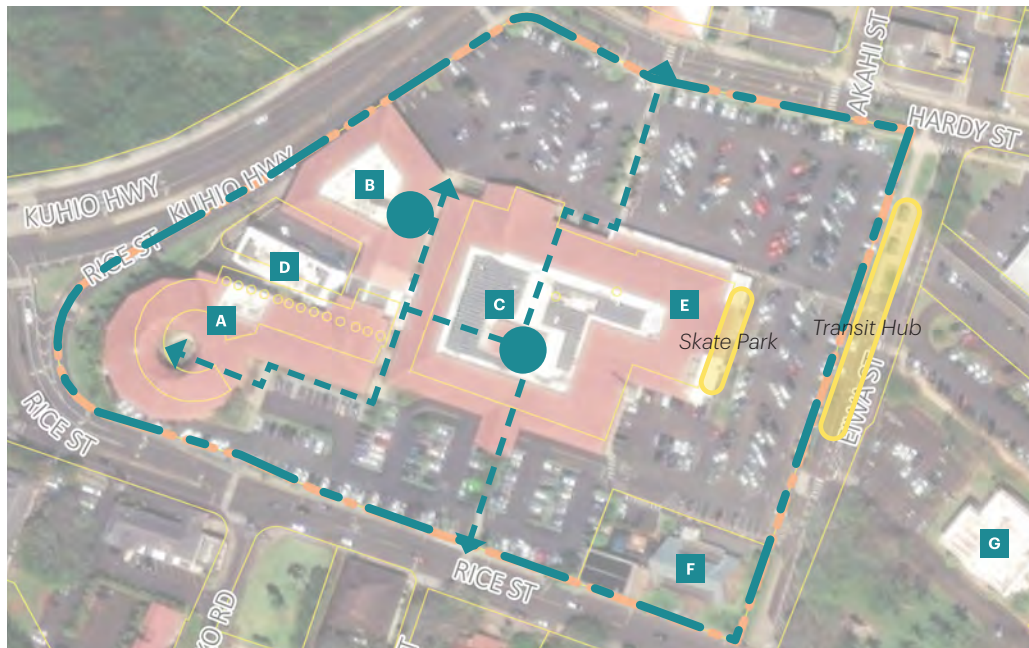 AKAHI ST
HARDY ST
KUHIO HWY
KUHIO HWY
B
RICE ST
D
A
C
E
Skate Park
Transit Hub
EIWA ST
RICE ST
F
G
RICE ST